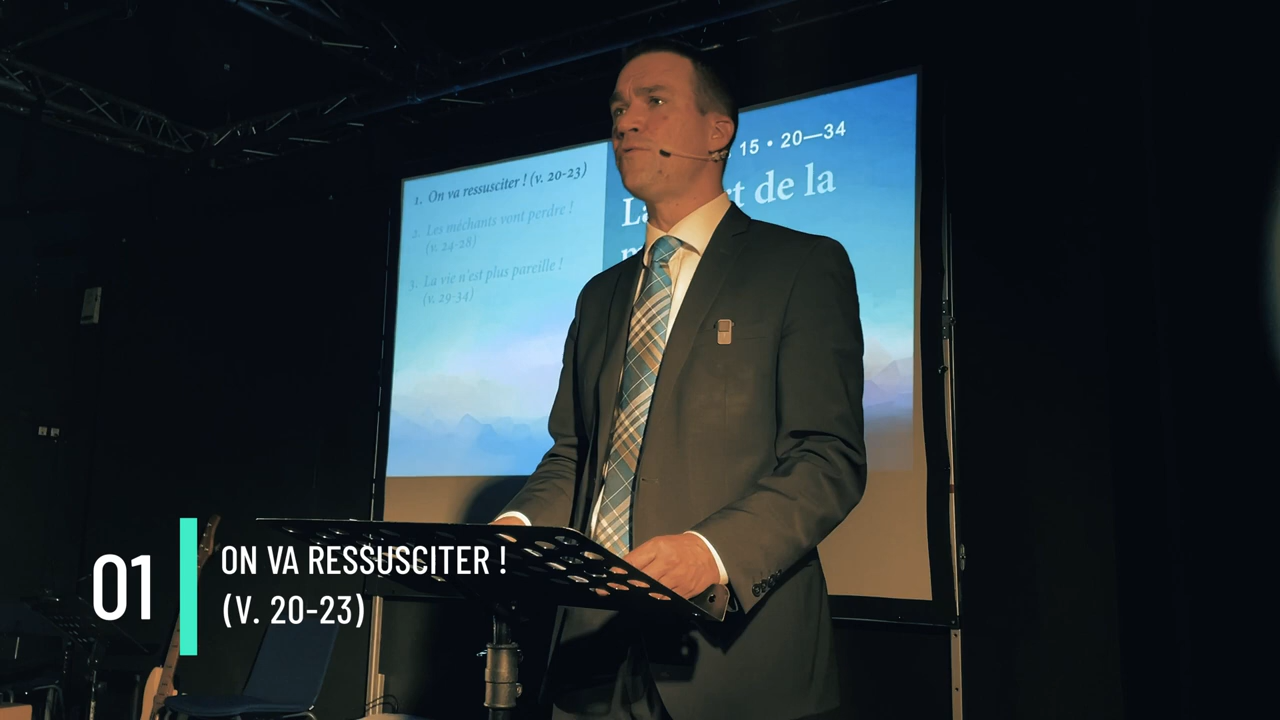 1. On va ressusciter ! (v. 20-23)
2. Les méchants vont perdre !
(v. 24-28)
3. La vie n'est plus pareille !
(v. 29-34)
15 • 20—34
de la
01
ON VA RESSUSCITER !
(V. 20-23)